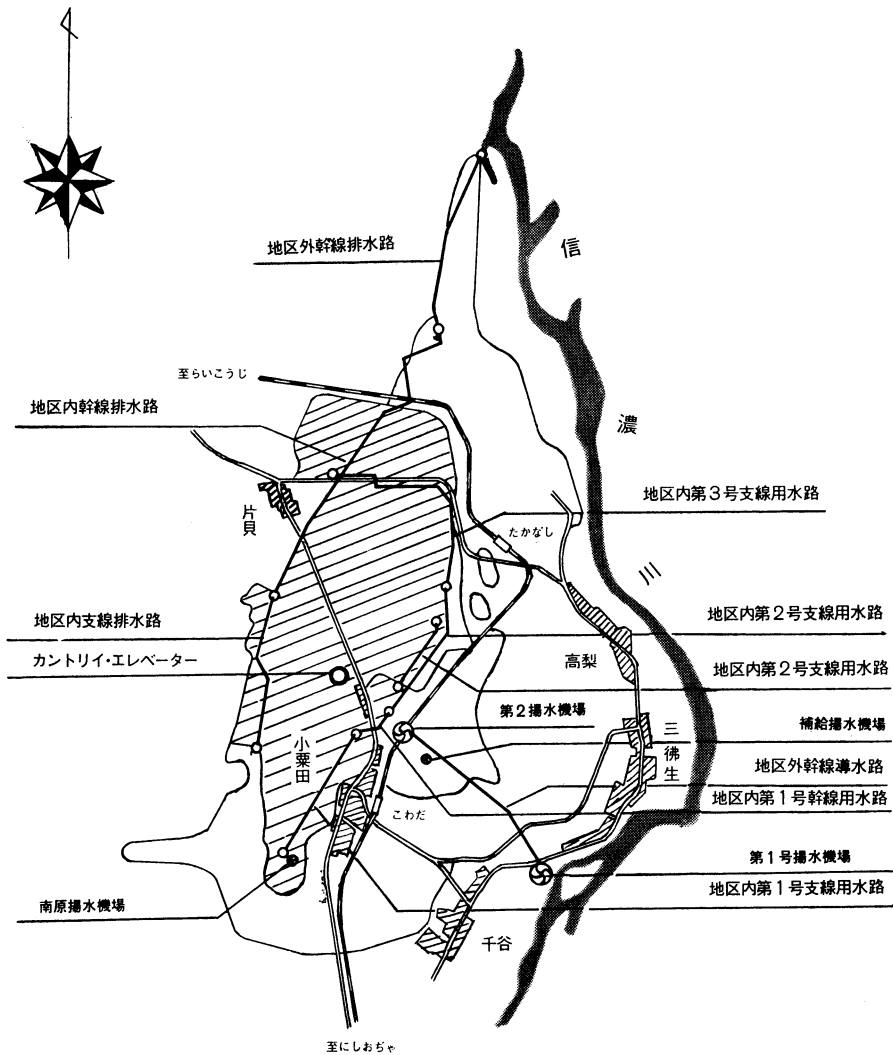 地区外幹線排水路
信
濃
川
至らいこうじ
地区内幹線排水路
片貝
地区内第3号支線用水路
たかなし
地区内支線排水路
地区内第2号支線用水路
カントリイ・エレベーター
高梨
地区内第2号支線用水路
第2揚水機場
補給揚水機場
小粟田
三彿生
地区外幹線導水路
地区内第1号幹線用水路
こわだ
第1号揚水機場
地区内第1号支線用水路
南原揚水機場
千谷
至にしおぢや